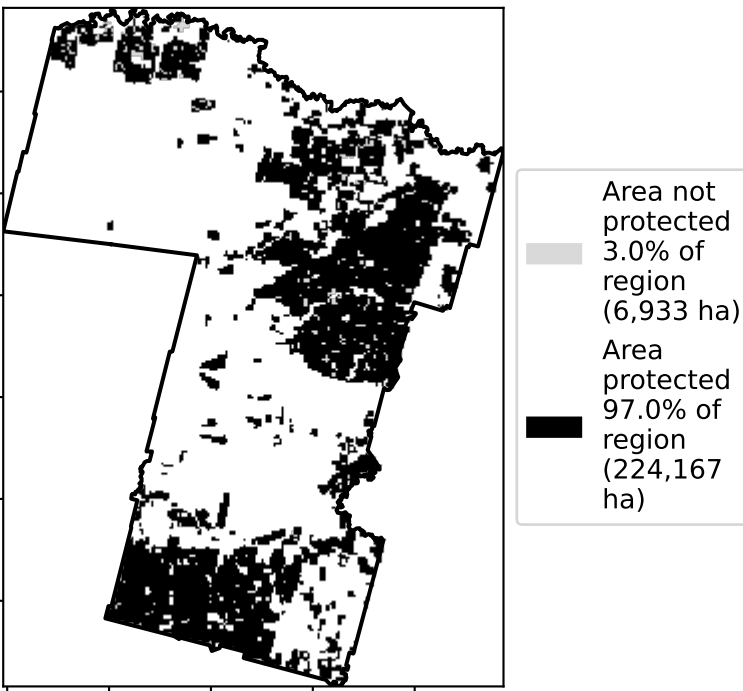 Area not
protected
3.0% of
region
(6,933 ha)
Area
protected
97.0% of
region
(224,167
ha)